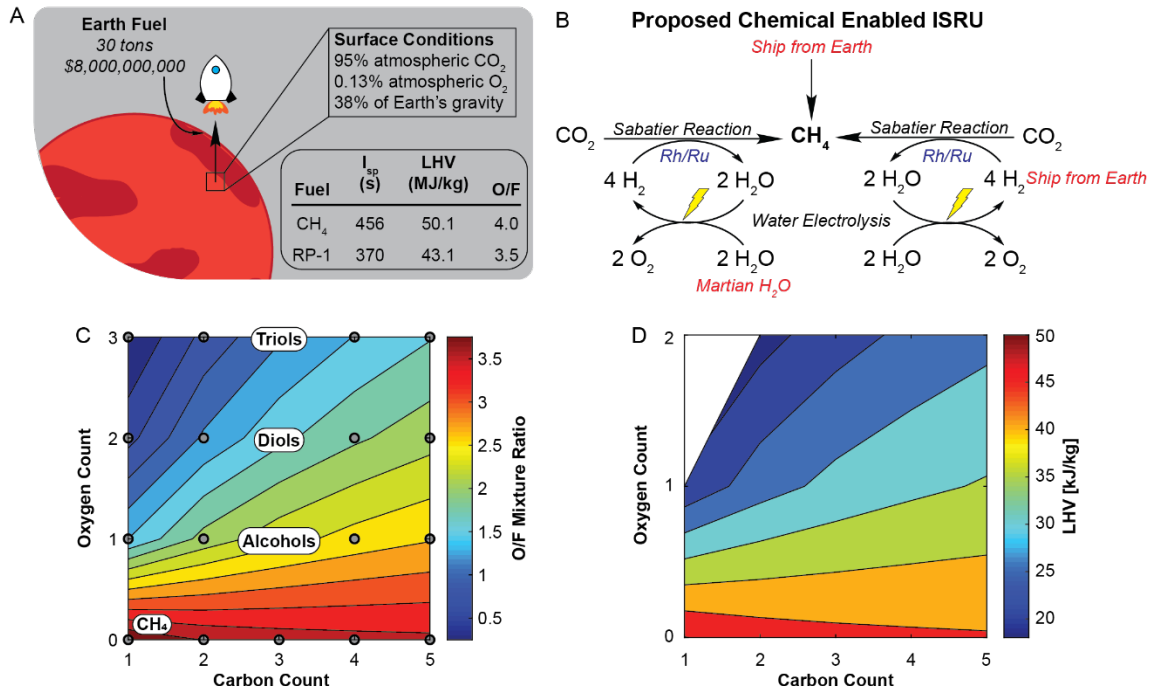 A
Earth Fuel
30 tons
$8,000,000,000
Surface Conditions
95% atmospheric CO₂
0.13% atmospheric O₂
38% of Earth's gravity
Fuel Isp (s) LHV (MJ/kg) O/F
CH₄ 456 50.1 4.0
RP-1 370 43.1 3.5
B
Proposed Chemical Enabled ISRU
Ship from Earth
CO₂ Sabatier Reaction CH₄ Sabatier Reaction CO₂
Rh/Ru Rh/Ru
4 H₂ 2 H₂O 2 H₂O 4 H₂ Ship from Earth
Water Electrolysis
2 O₂ 2 H₂O 2 H₂O 2 O₂
Martian H₂O
C
Triols
Diols
Alcohols
CH₄
3
2
1
0
Oxygen Count
1 2 3 4 5
Carbon Count
3.5
3
2.5
2
1.5
1
0.5
O/F Mixture Ratio
D
2
1
0
Oxygen Count
1 2 3 4 5
Carbon Count
50
45
40
35
30
25
20
LHV [kJ/kg]